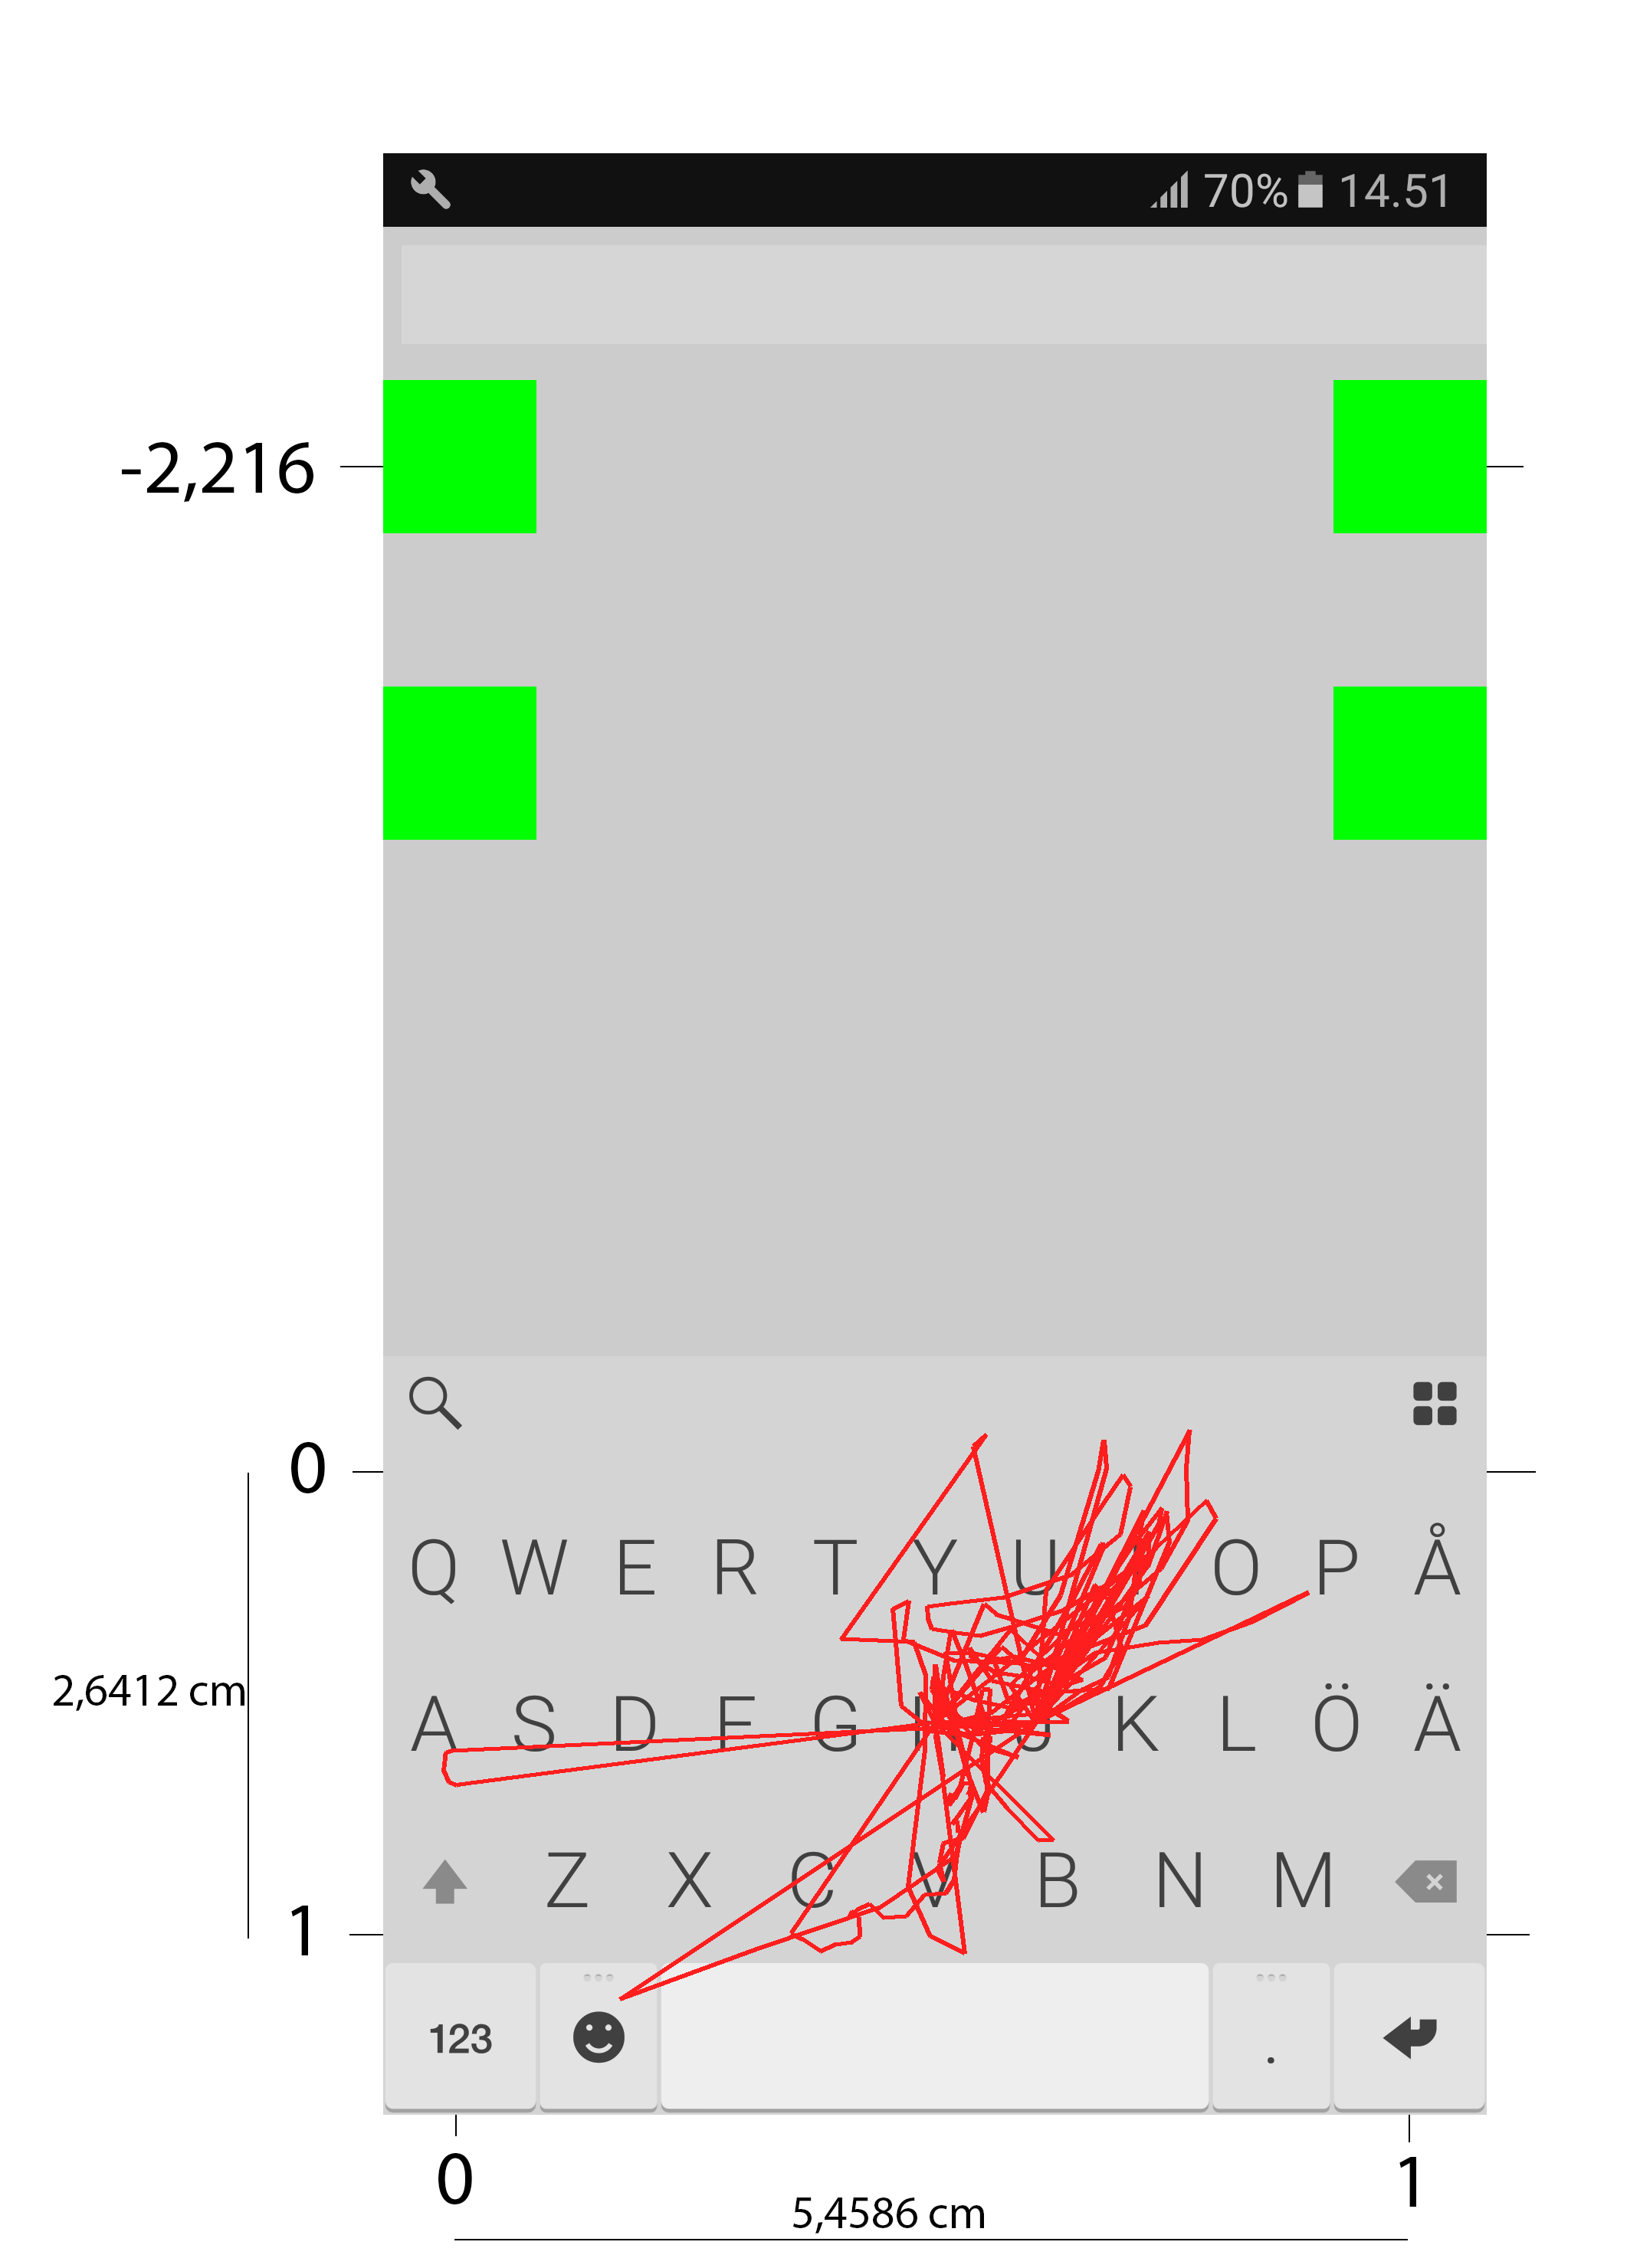 70% 14.51
-2,216
0
Q W E R T Y U O P Å
2,6412 cm
A S D F G H J K L Ö Ä
Z X C V B N M
1
123 .
0 1
5,4586 cm